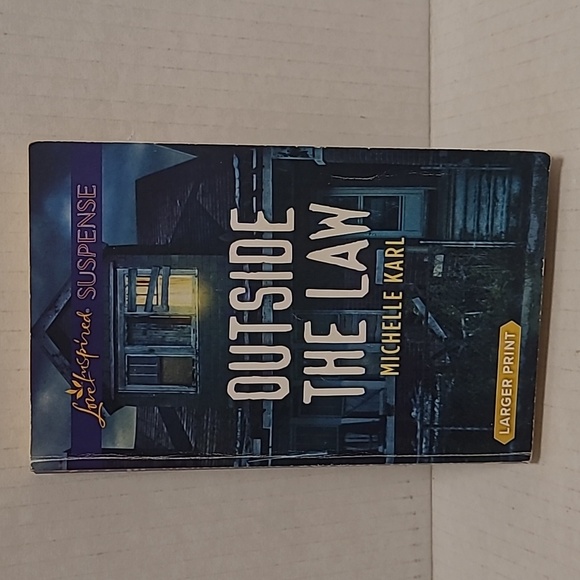 Love Inspired SUSPENSE
OUTSIDE
THE LAW
MICHELLE KARL
LARGER PRINT